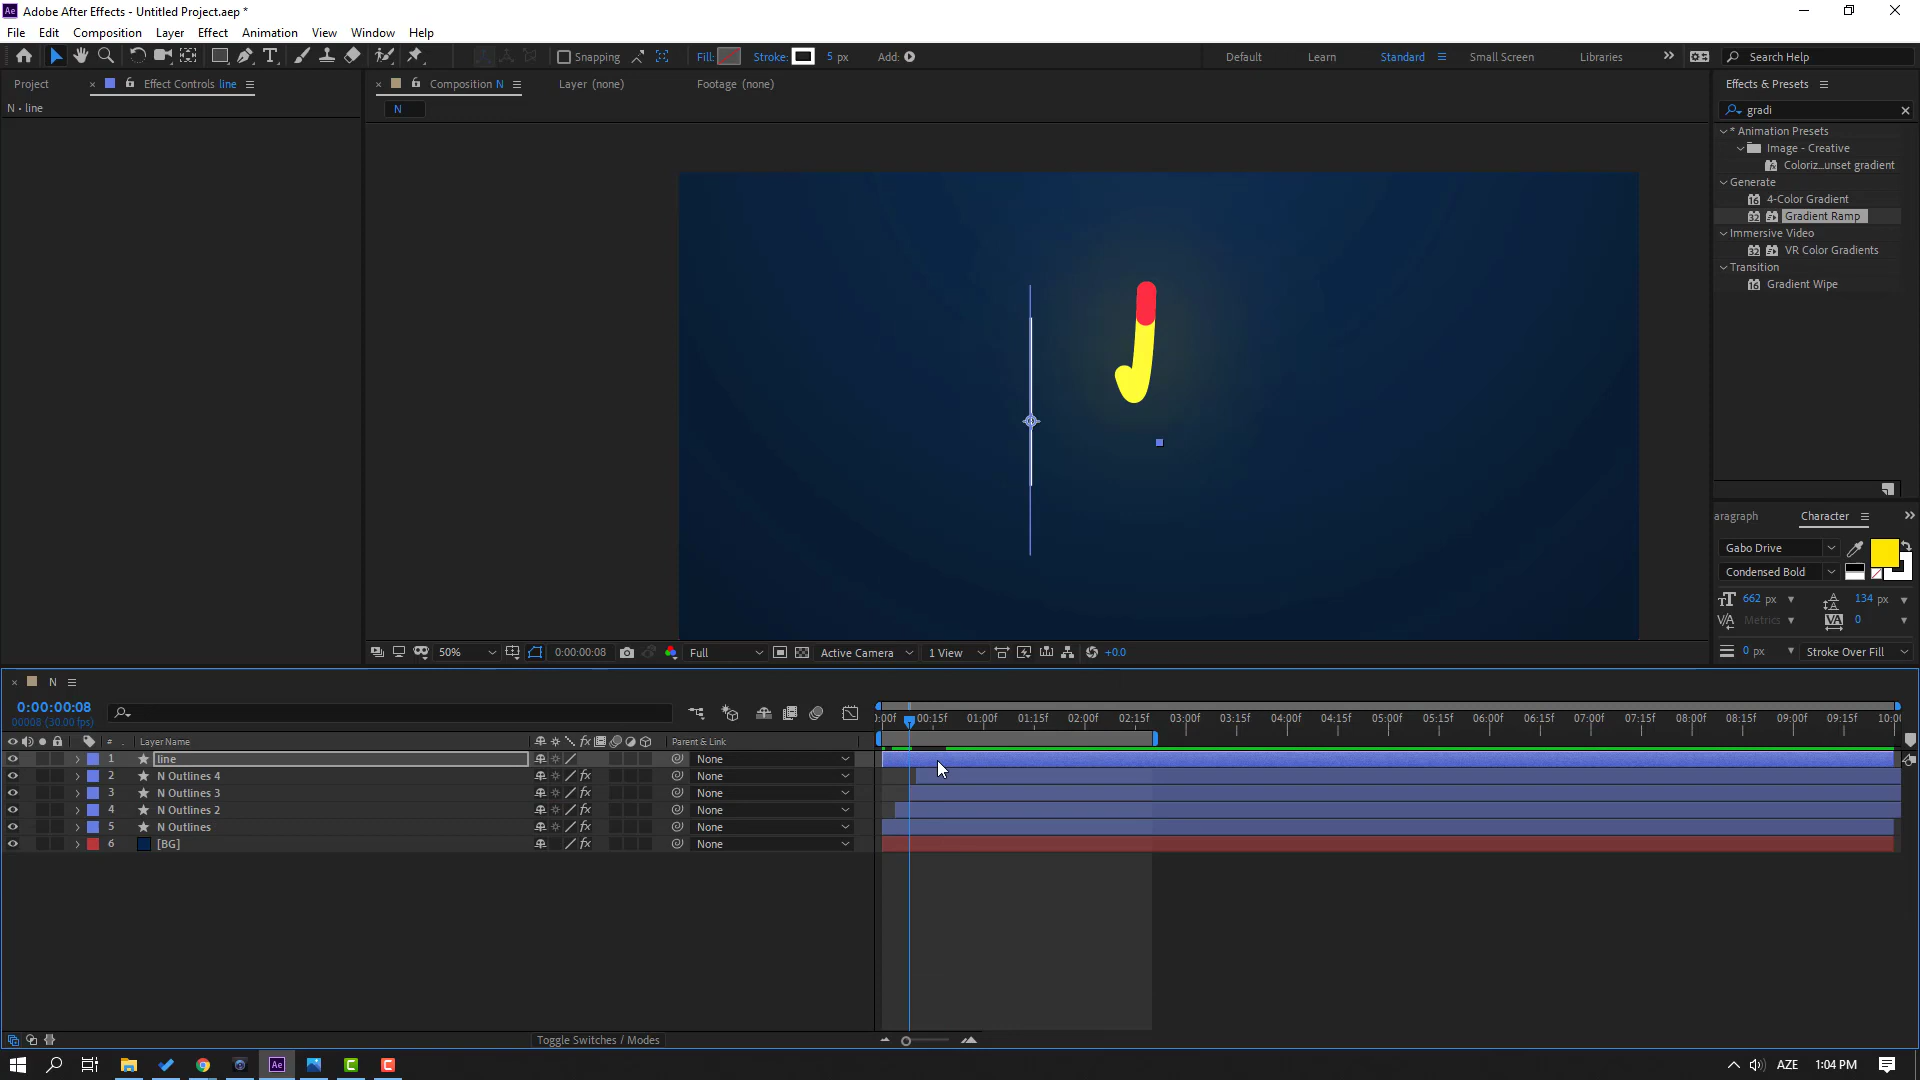 Adobe After Effects - Untitled Project.aep *
File Edit Composition Layer Effect Animation View Window Help
Snapping Fill: Stroke: 5 px Add: Default Learn Standard Small Screen Libraries Search Help
Project Effect Controls line Composition N Layer (none) Footage (none) Effects & Presets
N • line N gradi
* Animation Presets
Image - Creative
Coloriz...unset gradient
Generate
4-Color Gradient
Gradient Ramp
Immersive Video
VR Color Gradients
Transition
Gradient Wipe
aragraph Character
Gabo Drive
Condensed Bold
662 px 134 px
Metrics 0
0 px Stroke Over Fill
50% 0:00:00:08 Full Active Camera 1 View +0.0
N
0:00:00:08
00008 (30.00 fps)
:00f 00:15f 01:00f 01:15f 02:00f 02:15f 03:00f 03:15f 04:00f 04:15f 05:00f 05:15f 06:00f 06:15f 07:00f 07:15f 08:00f 08:15f 09:00f 09:15f 10:0
# Layer Name Parent & Link
1 line None
2 N Outlines 4 None
3 N Outlines 3 None
4 N Outlines 2 None
5 N Outlines None
6 [BG] None
Toggle Switches / Modes
AZE 1:04 PM